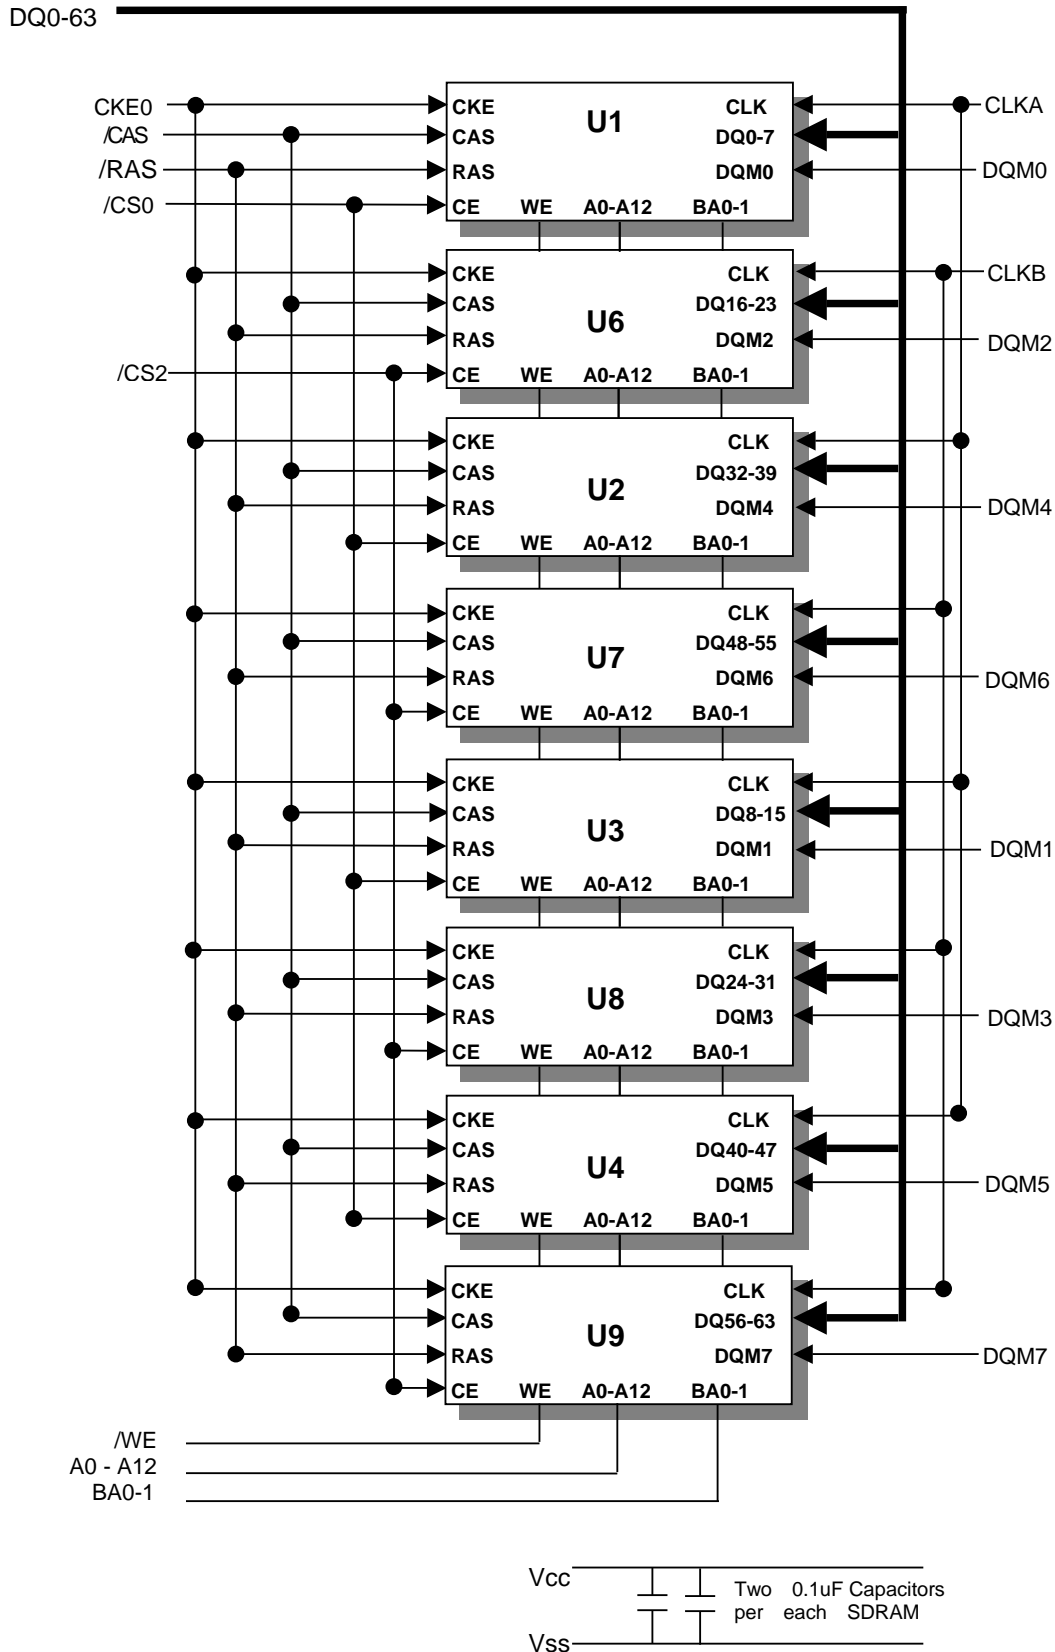 DQ0-63
CKE0 CKE U1 CLK CLKA
/CAS CAS DQ0-7
/RAS RAS DQM0 DQM0
/CS0 CE WE A0-A12 BA0-1
CKE U6 CLK CLKB
CAS DQ16-23
RAS DQM2 DQM2
/CS2 CE WE A0-A12 BA0-1
CKE U2 CLK
CAS DQ32-39
RAS DQM4 DQM4
CE WE A0-A12 BA0-1
CKE U7 CLK
CAS DQ48-55
RAS DQM6 DQM6
CE WE A0-A12 BA0-1
CKE U3 CLK
CAS DQ8-15
RAS DQM1 DQM1
CE WE A0-A12 BA0-1
CKE U8 CLK
CAS DQ24-31
RAS DQM3 DQM3
CE WE A0-A12 BA0-1
CKE U4 CLK
CAS DQ40-47
RAS DQM5 DQM5
CE WE A0-A12 BA0-1
CKE U9 CLK
CAS DQ56-63
RAS DQM7 DQM7
CE WE A0-A12 BA0-1
/WE
A0 - A12
BA0-1
Vcc Two 0.1uF Capacitors
per each SDRAM
Vss